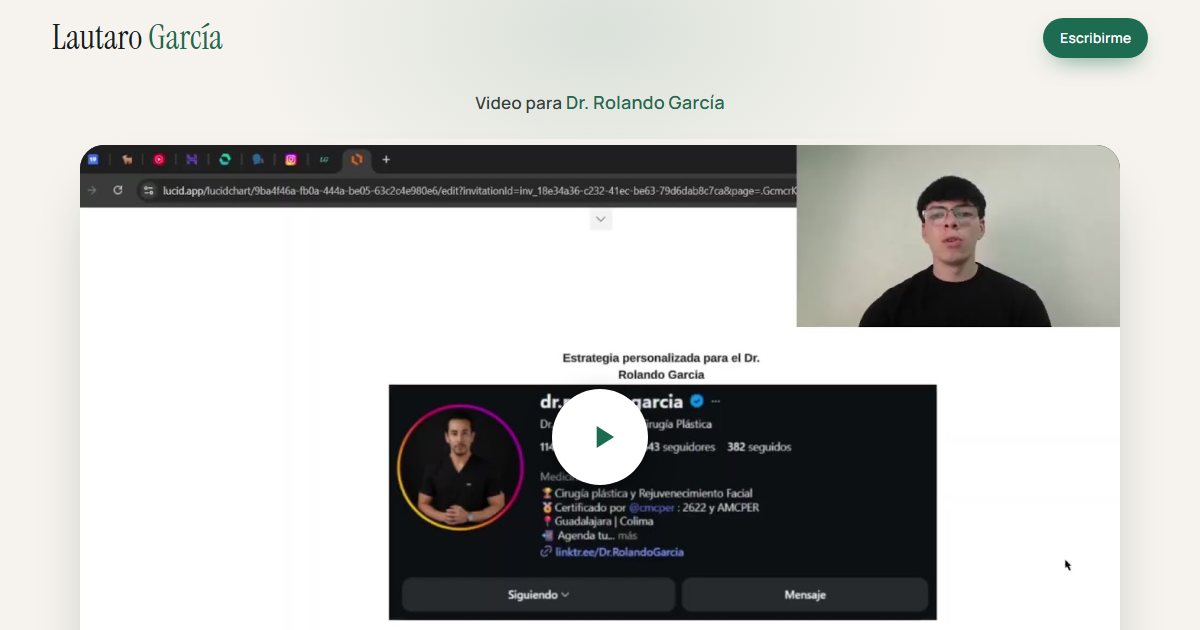 Lautaro García
Escribirme
Video para Dr. Rolando García
lucid.app/lucidchart/9ba4f46a-fb0a-444a-be05-63c2c4e980e6/edit?invitationId=inv_18e34a36-c232-41ec-be63-79d6dab8c7ca&page=.GcmcrK
Estrategia personalizada para el Dr.
Rolando Garcia
dr. garcia
Cirugía Plástica
seguidores 382 seguidos
🏆 Cirugía plástica y Rejuvenecimiento Facial
🏅 Certificado por @cmcper : 2622 y AMCPER
📍 Guadalajara | Colima
📲 Agenda tu... más
linktr.ee/Dr.RolandoGarcia
Siguiendo
Mensaje